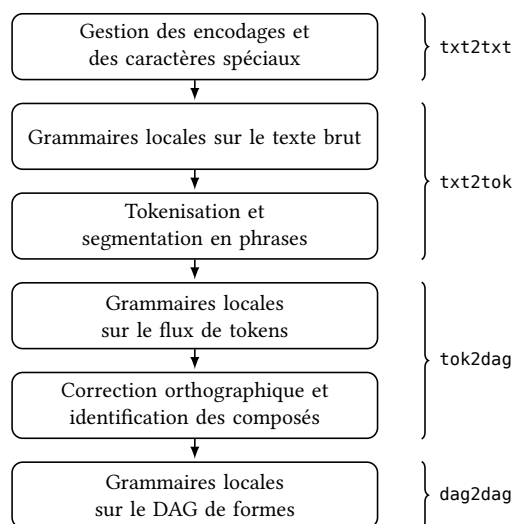 Gestion des encodages et
des caractères spéciaux
txt2txt
Grammaires locales sur le texte brut
txt2tok
Tokenisation et
segmentation en phrases
Grammaires locales
sur le flux de tokens
tok2dag
Correction orthographique et
identification des composés
Grammaires locales
sur le DAG de formes
dag2dag